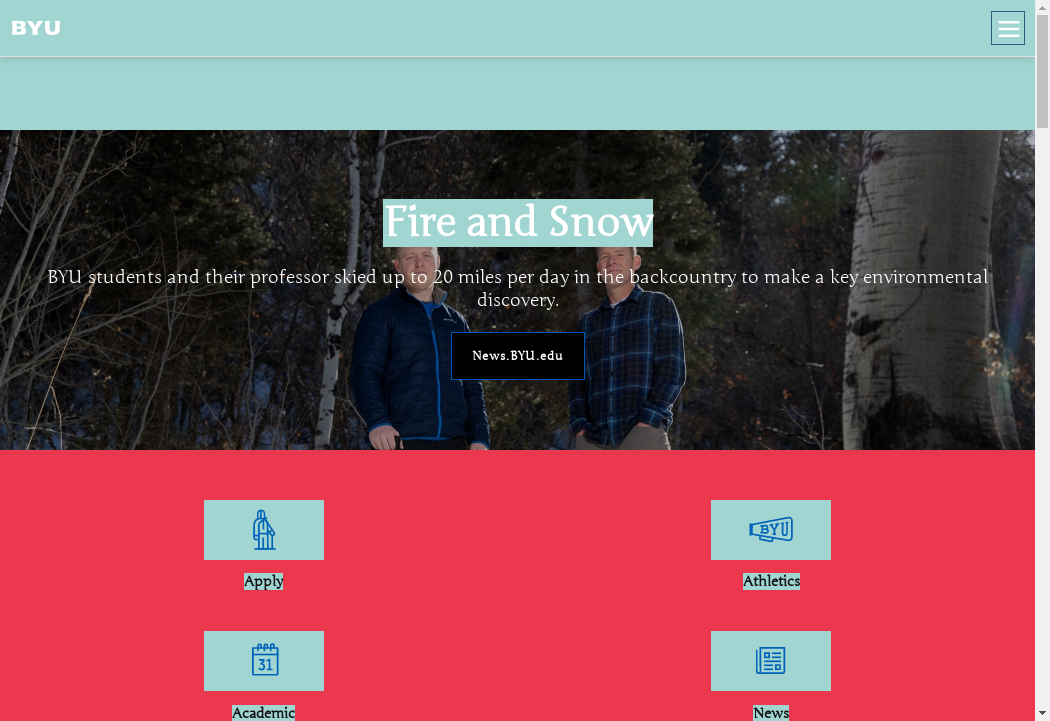 BYU
Fire and Snow
BYU students and their professor skied up to 20 miles per day in the backcountry to make a key environmental
discovery.
News.BYU.edu
BYU
Apply
Athletics
31
Academic
News